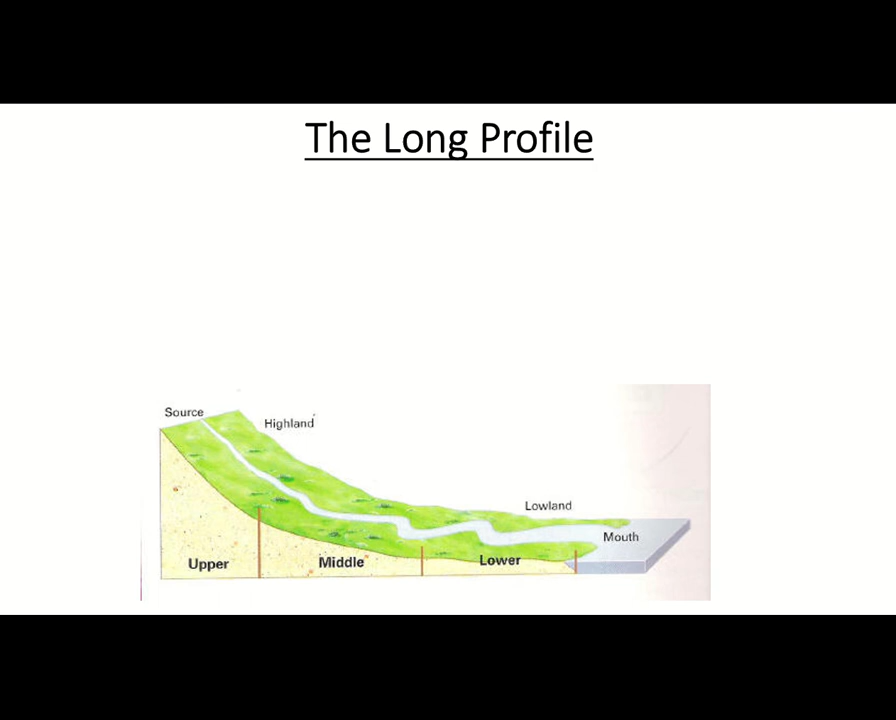 The Long Profile
Source
Highland
Lowland
Mouth
Upper
Middle
Lower